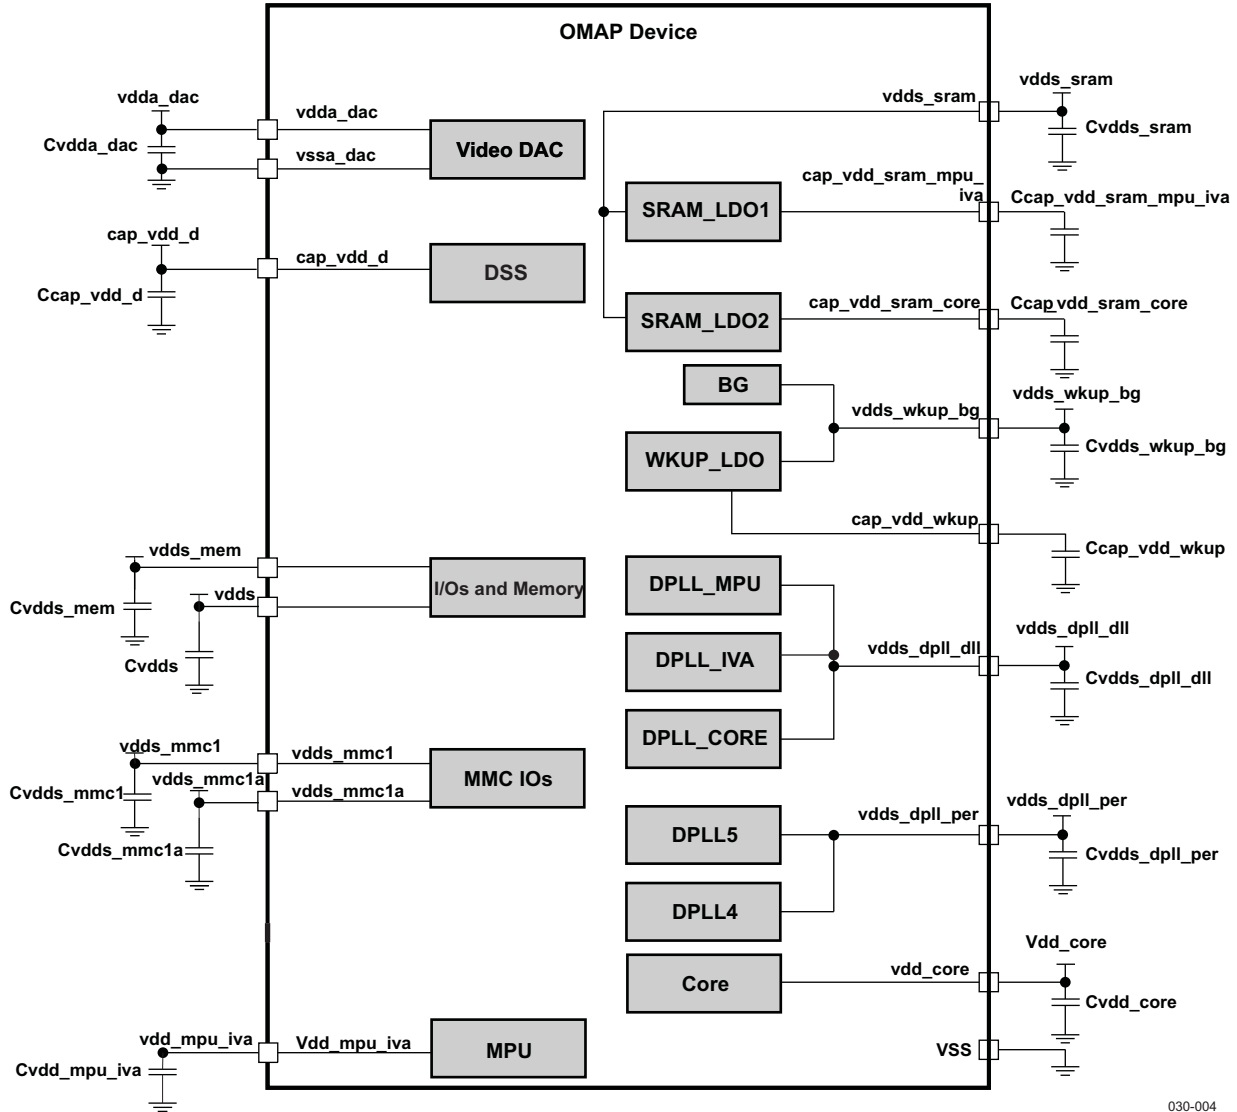 OMAP Device
vdda_dac
vdda_dac
Cvdda_dac
vssa_dac
Video DAC
cap_vdd_d
cap_vdd_d
Ccap_vdd_d
DSS
vdds_mem
Cvdds_mem
vdds
Cvdds
I/Os and Memory
vdds_mmc1
vdds_mmc1
Cvdds_mmc1
vdds_mmc1a
vdds_mmc1a
Cvdds_mmc1a
MMC IOs
vdd_mpu_iva
Vdd_mpu_iva
Cvdd_mpu_iva
MPU
vdds_sram
vdds_sram
Cvdds_sram
SRAM_LDO1
cap_vdd_sram_mpu_
iva
Ccap_vdd_sram_mpu_iva
SRAM_LDO2
cap_vdd_sram_core
Ccap_vdd_sram_core
BG
WKUP_LDO
vdds_wkup_bg
vdds_wkup_bg
Cvdds_wkup_bg
cap_vdd_wkup
Ccap_vdd_wkup
DPLL_MPU
DPLL_IVA
DPLL_CORE
vdds_dpll_dll
vdds_dpll_dll
Cvdds_dpll_dll
DPLL5
DPLL4
vdds_dpll_per
vdds_dpll_per
Cvdds_dpll_per
Core
vdd_core
Vdd_core
Cvdd_core
VSS
030-004